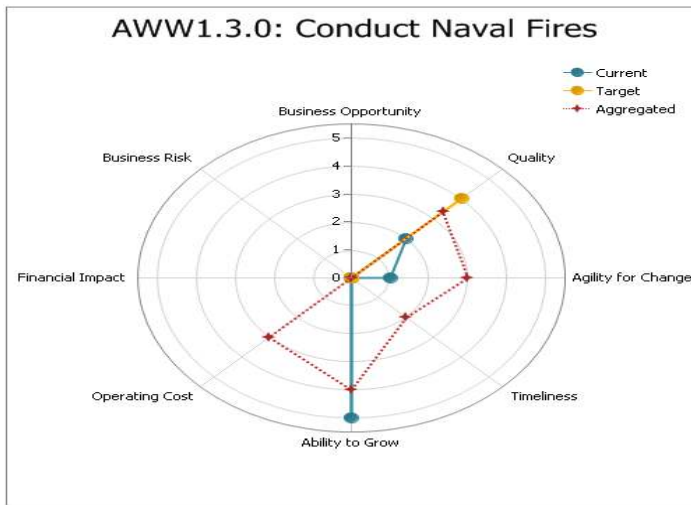 AWW1.3.0: Conduct Naval Fires
Current
Target
Aggregated
Business Opportunity
Business Risk
Quality
5
4
3
2
1
0
Financial Impact
Agility for Change
Operating Cost
Timeliness
Ability to Grow